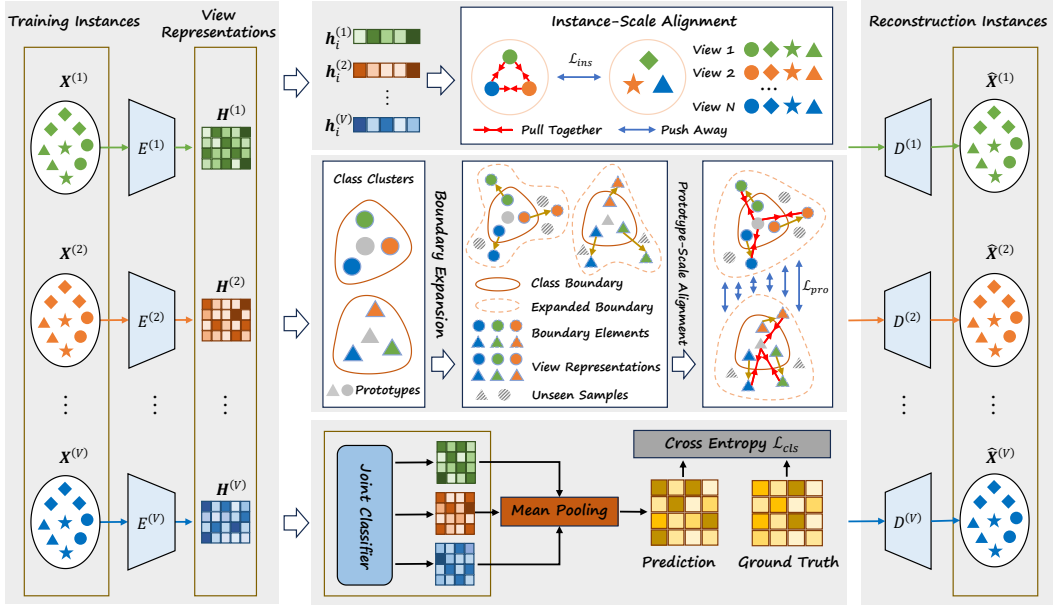 Training Instances
View
Representations
X^(1)
H^(1)
E^(1)
X^(2)
H^(2)
E^(2)
...
...
...
X^(V)
H^(V)
E^(V)
h_i^(1)
h_i^(2)
⋮
h_i^(V)
Instance-Scale Alignment
ℒ_ins
View 1
View 2
...
View N
Pull Together
Push Away
Class Clusters
Prototypes
Boundary Expansion
Class Boundary
Expanded Boundary
Boundary Elements
View Representations
Unseen Samples
Prototype-Scale Alignment
ℒ_pro
Joint Classifier
Mean Pooling
Cross Entropy ℒ_cls
Prediction
Ground Truth
Reconstruction Instances
X̂^(1)
D^(1)
X̂^(2)
D^(2)
...
...
X̂^(V)
D^(V)